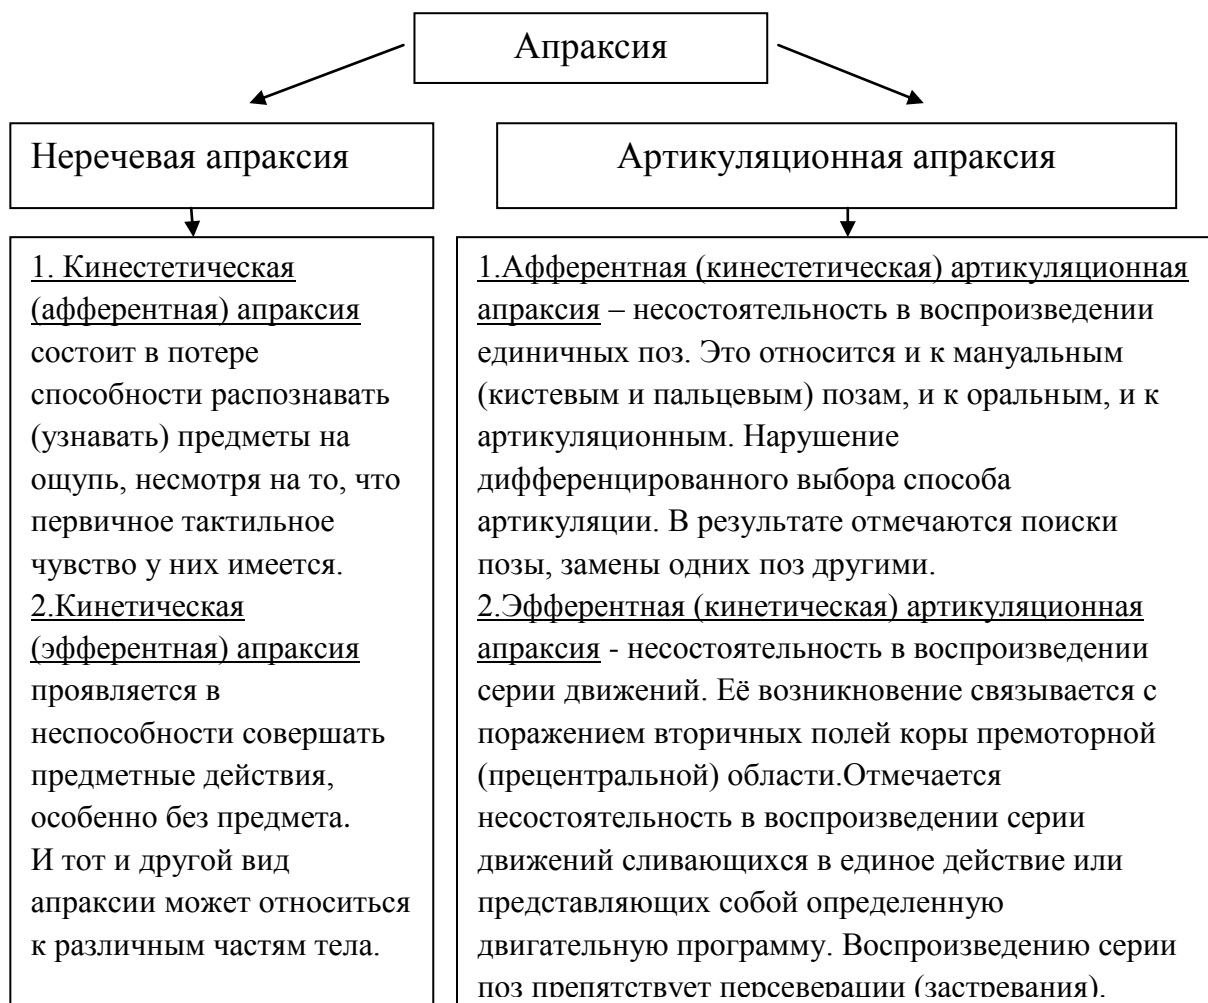 Апраксия
Неречевая апраксия
Артикуляционная апраксия
1. Кинестетическая
(афферентная) апраксия
состоит в потере
способности распознавать
(узнавать) предметы на
ощупь, несмотря на то, что
первичное тактильное
чувство у них имеется.
2.Кинетическая
(эфферентная) апраксия
проявляется в
неспособности совершать
предметные действия,
особенно без предмета.
И тот и другой вид
апраксии может относиться
к различным частям тела.
1.Афферентная (кинестетическая) артикуляционная
апраксия – несостоятельность в воспроизведении
единичных поз. Это относится и к мануальным
(кистевым и пальцевым) позам, и к оральным, и к
артикуляционным. Нарушение
дифференцированного выбора способа
артикуляции. В результате отмечаются поиски
позы, замены одних поз другими.
2.Эфферентная (кинетическая) артикуляционная
апраксия - несостоятельность в воспроизведении
серии движений. Её возникновение связывается с
поражением вторичных полей коры премоторной
(прецентральной) области.Отмечается
несостоятельность в воспроизведении серии
движений сливающихся в единое действие или
представляющих собой определенную
двигательную программу. Воспроизведению серии
поз препятствует персеверации (застревания).